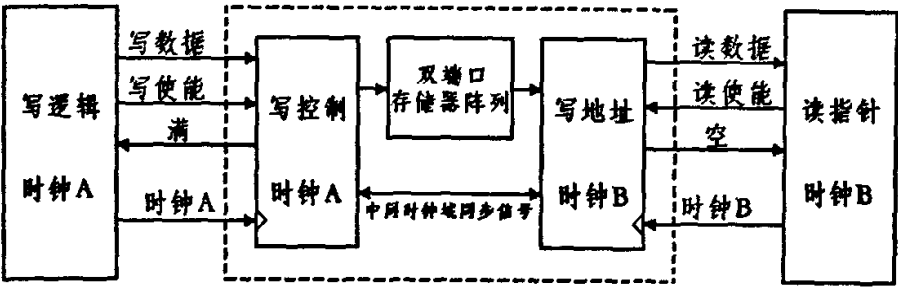 写逻辑
时钟A
写数据
写使能
满
时钟A
写控制
时钟A
双端口
存储器阵列
中间时钟域同步信号
写地址
时钟B
读数据
读使能
空
时钟B
读指针
时钟B